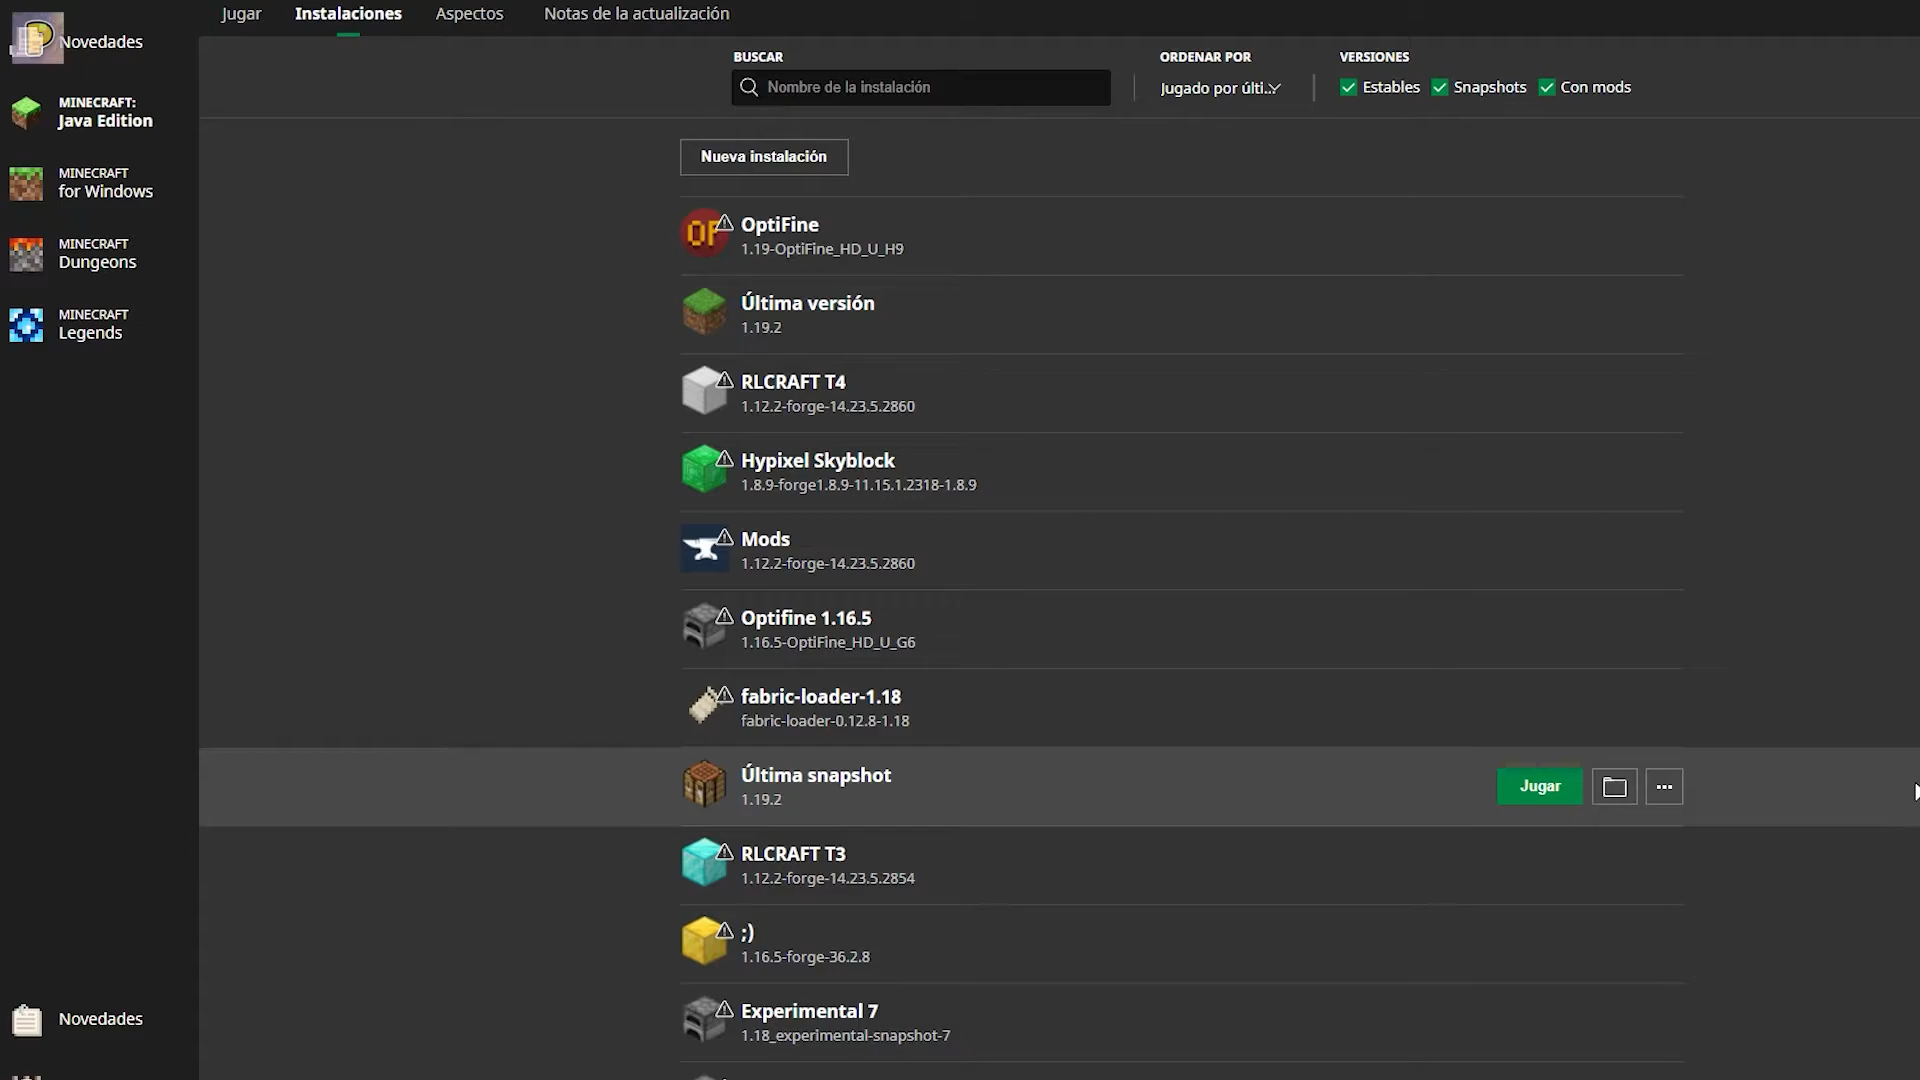 Jugar
Instalaciones
Aspectos
Notas de la actualización
Novedades
MINECRAFT:
Java Edition
MINECRAFT
for Windows
MINECRAFT
Dungeons
MINECRAFT
Legends
Novedades
BUSCAR
Nombre de la instalación
ORDENAR POR
Jugado por últi...
VERSIONES
Estables
Snapshots
Con mods
Nueva instalación
OF
OptiFine
1.19-OptiFine_HD_U_H9
Última versión
1.19.2
RLCRAFT T4
1.12.2-forge-14.23.5.2860
Hypixel Skyblock
1.8.9-forge1.8.9-11.15.1.2318-1.8.9
Mods
1.12.2-forge-14.23.5.2860
Optifine 1.16.5
1.16.5-OptiFine_HD_U_G6
fabric-loader-1.18
fabric-loader-0.12.8-1.18
Última snapshot
1.19.2
Jugar
RLCRAFT T3
1.12.2-forge-14.23.5.2854
;)
1.16.5-forge-36.2.8
Experimental 7
1.18_experimental-snapshot-7